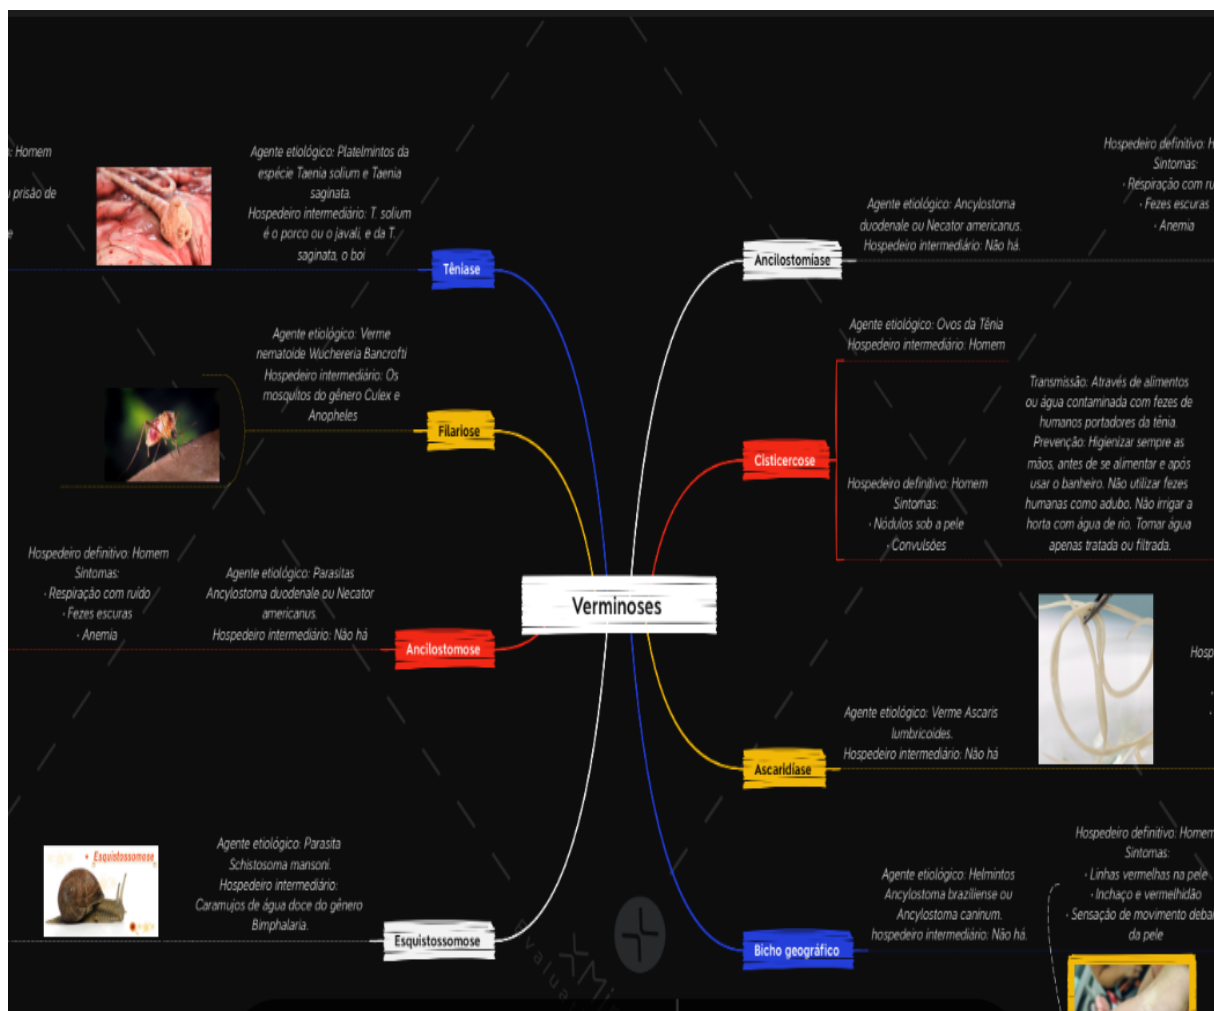 Verminoses
: Homem
prisão de
Agente etiológico: Platelmintos da
espécie Taenia solium e Taenia
saginata.
Hospedeiro intermediário: T. solium
é o porco ou o javali, e da T.
saginata, o boi
Têniase
Agente etiológico: Verme
nematoide Wuchereria Bancrofti
Hospedeiro intermediário: Os
mosquitos do gênero Culex e
Anopheles
Filariose
Hospedeiro definitivo: Homem
Sintomas:
· Respiração com ruído
· Fezes escuras
· Anemia
Agente etiológico: Parasitas
Ancylostoma duodenale ou Necator
americanus.
Hospedeiro intermediário: Não há
Ancilostomose
Esquistossomose
Agente etiológico: Parasita
Schistosoma mansoni.
Hospedeiro intermediário:
Caramujos de água doce do gênero
Bimphalaria.
Esquistossomose
Agente etiológico: Ancylostoma
duodenale ou Necator americanus.
Hospedeiro intermediário: Não há.
Ancilostomíase
Hospedeiro definitivo: H
Sintomas:
· Respiração com ru
· Fezes escuras
· Anemia
Agente etiológico: Ovos da Tênia
Hospedeiro intermediário: Homem
Cisticercose
Hospedeiro definitivo: Homem
Sintomas:
· Nódulos sob a pele
· Convulsões
Transmissão: Através de alimentos
ou água contaminada com fezes de
humanos portadores da tênia.
Prevenção: Higienizar sempre as
mãos, antes de se alimentar e após
usar o banheiro. Não utilizar fezes
humanas como adubo. Não irrigar a
horta com água de rio. Tomar água
apenas tratada ou filtrada.
Agente etiológico: Verme Ascaris
lumbricoides.
Hospedeiro intermediário: Não há
Ascaridíase
Hosp
Agente etiológico: Helmintos
Ancylostoma braziliense ou
Ancylostoma caninum.
hospedeiro intermediário: Não há.
Bicho geográfico
Hospedeiro definitivo: Homem
Sintomas:
· Linhas vermelhas na pele
· Inchaço e vermelhidão
· Sensação de movimento debai
da pele